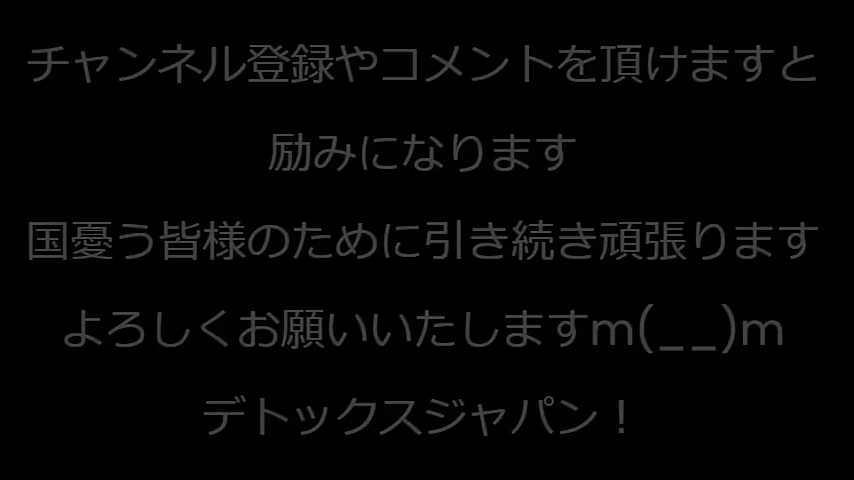 チャンネル登録やコメントを頂けますと
励みになります
国憂う皆様のために引き続き頑張ります
よろしくお願いいたしますm(__)m
デトックスジャパン！